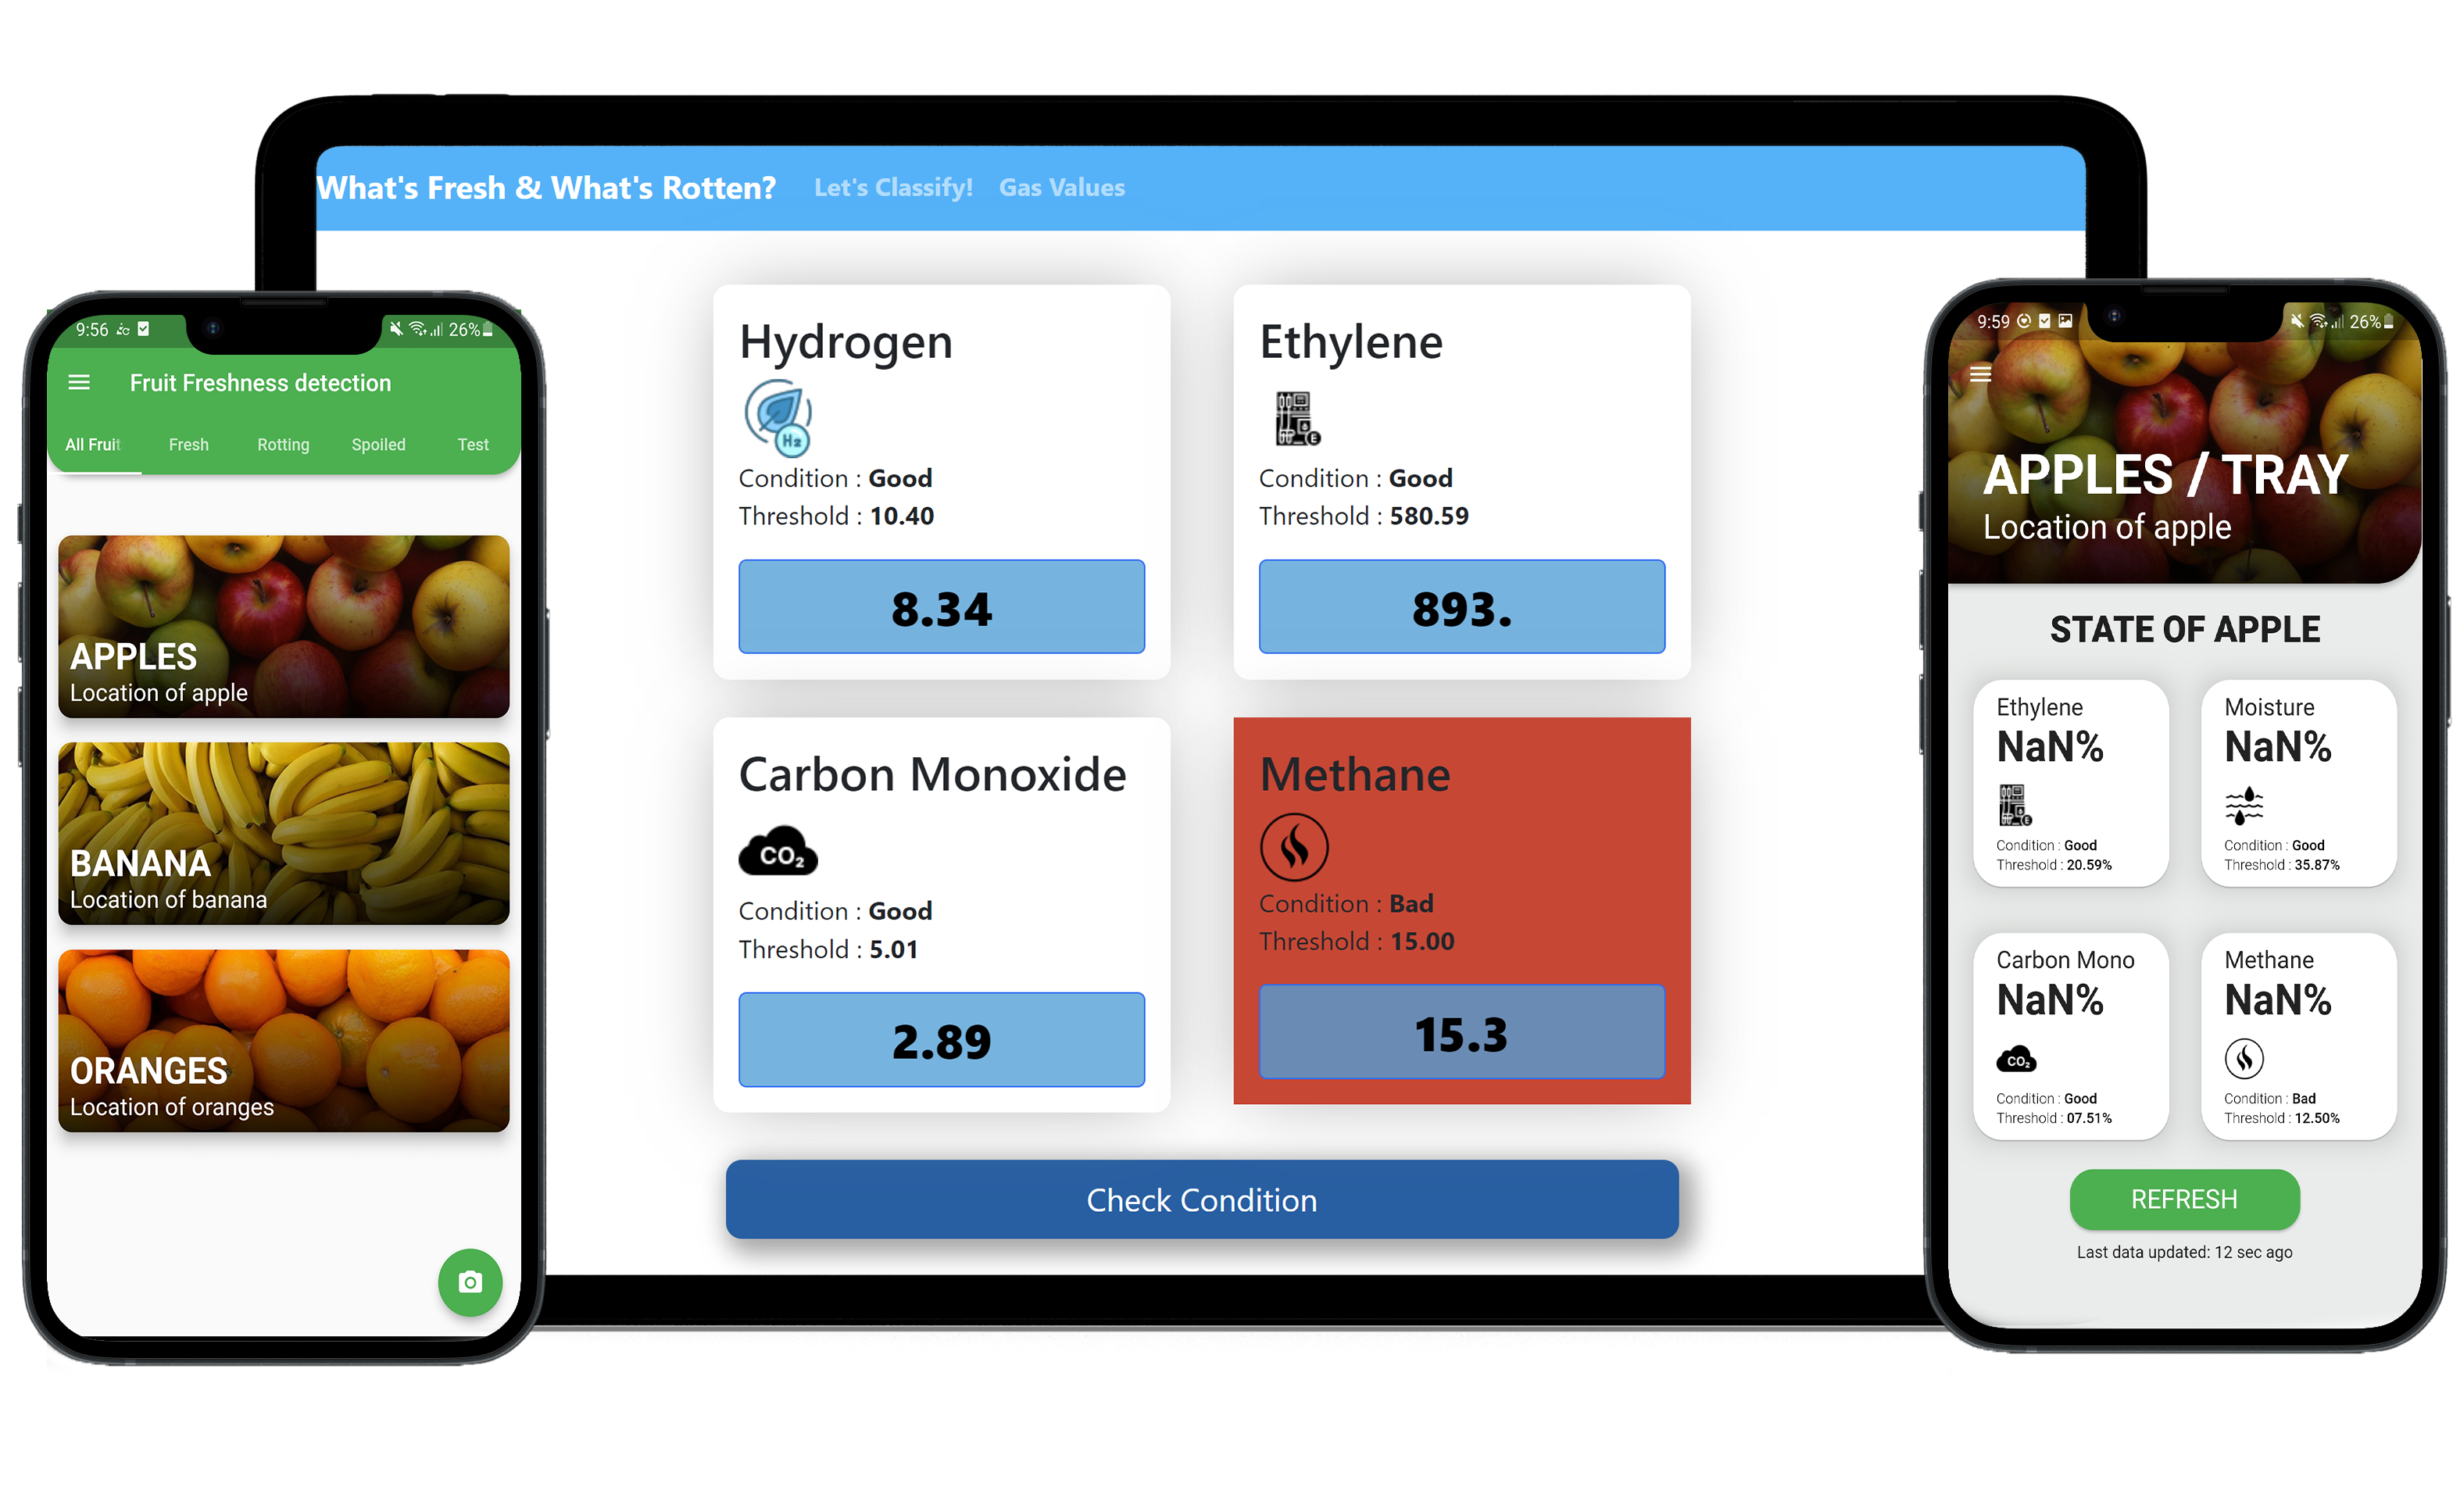 What's Fresh & What's Rotten? Let's Classify! Gas Values
Hydrogen
H₂
Condition : Good
Threshold : 10.40
8.34
Ethylene
E
Condition : Good
Threshold : 580.59
893.
Carbon Monoxide
CO₂
Condition : Good
Threshold : 5.01
2.89
Methane
Condition : Bad
Threshold : 15.00
15.3
Check Condition
9:56 26%
Fruit Freshness detection
All Fruit Fresh Rotting Spoiled Test
APPLES
Location of apple
BANANA
Location of banana
ORANGES
Location of oranges
9:59 26%
APPLES / TRAY
Location of apple
STATE OF APPLE
Ethylene
NaN%
E
Condition : Good
Threshold : 20.59%
Moisture
NaN%
Condition : Good
Threshold : 35.87%
Carbon Mono
NaN%
CO₂
Condition : Good
Threshold : 07.51%
Methane
NaN%
Condition : Bad
Threshold : 12.50%
REFRESH
Last data updated: 12 sec ago